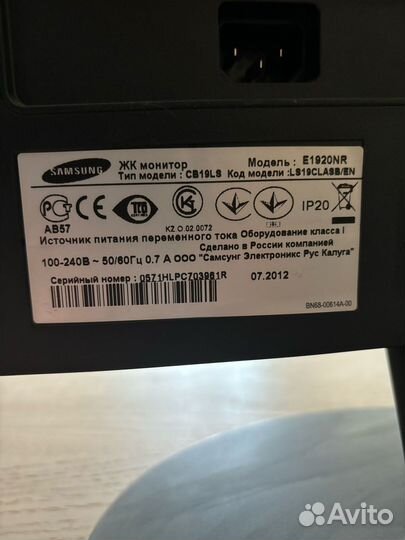 SAMSUNG
ЖК монитор Модель : E1920NR
Тип модели : CB19LS Код модели : LS19CLASB/EN
АВ57 KZ.O.02.0072 IP20
Источник питания переменного тока Оборудование класса I
Сделано в России компанией
100-240В ~ 50/60Гц 0.7 А ООО "Самсунг Электроникс Рус Калуга"
Серийный номер : 0571HLPC703961R 07.2012
BN68-00614A-00
Avito